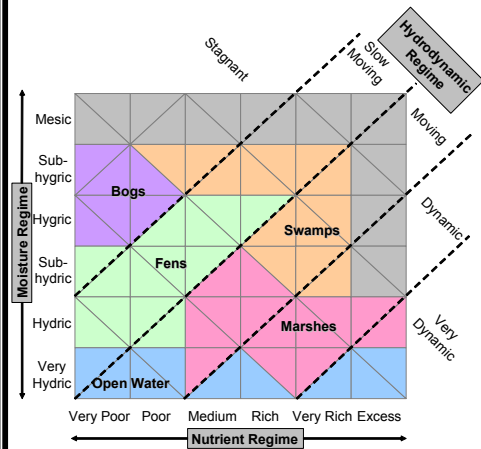 Stagnant
Slow
Moving
Hydrodynamic
Regime
Moving
Dynamic
Very
Dynamic
Moisture Regime
Mesic
Sub-
hygric
Hygric
Sub-
hydric
Hydric
Very
Hydric
Bogs
Swamps
Fens
Marshes
Open Water
Very Poor Poor Medium Rich Very Rich Excess
Nutrient Regime